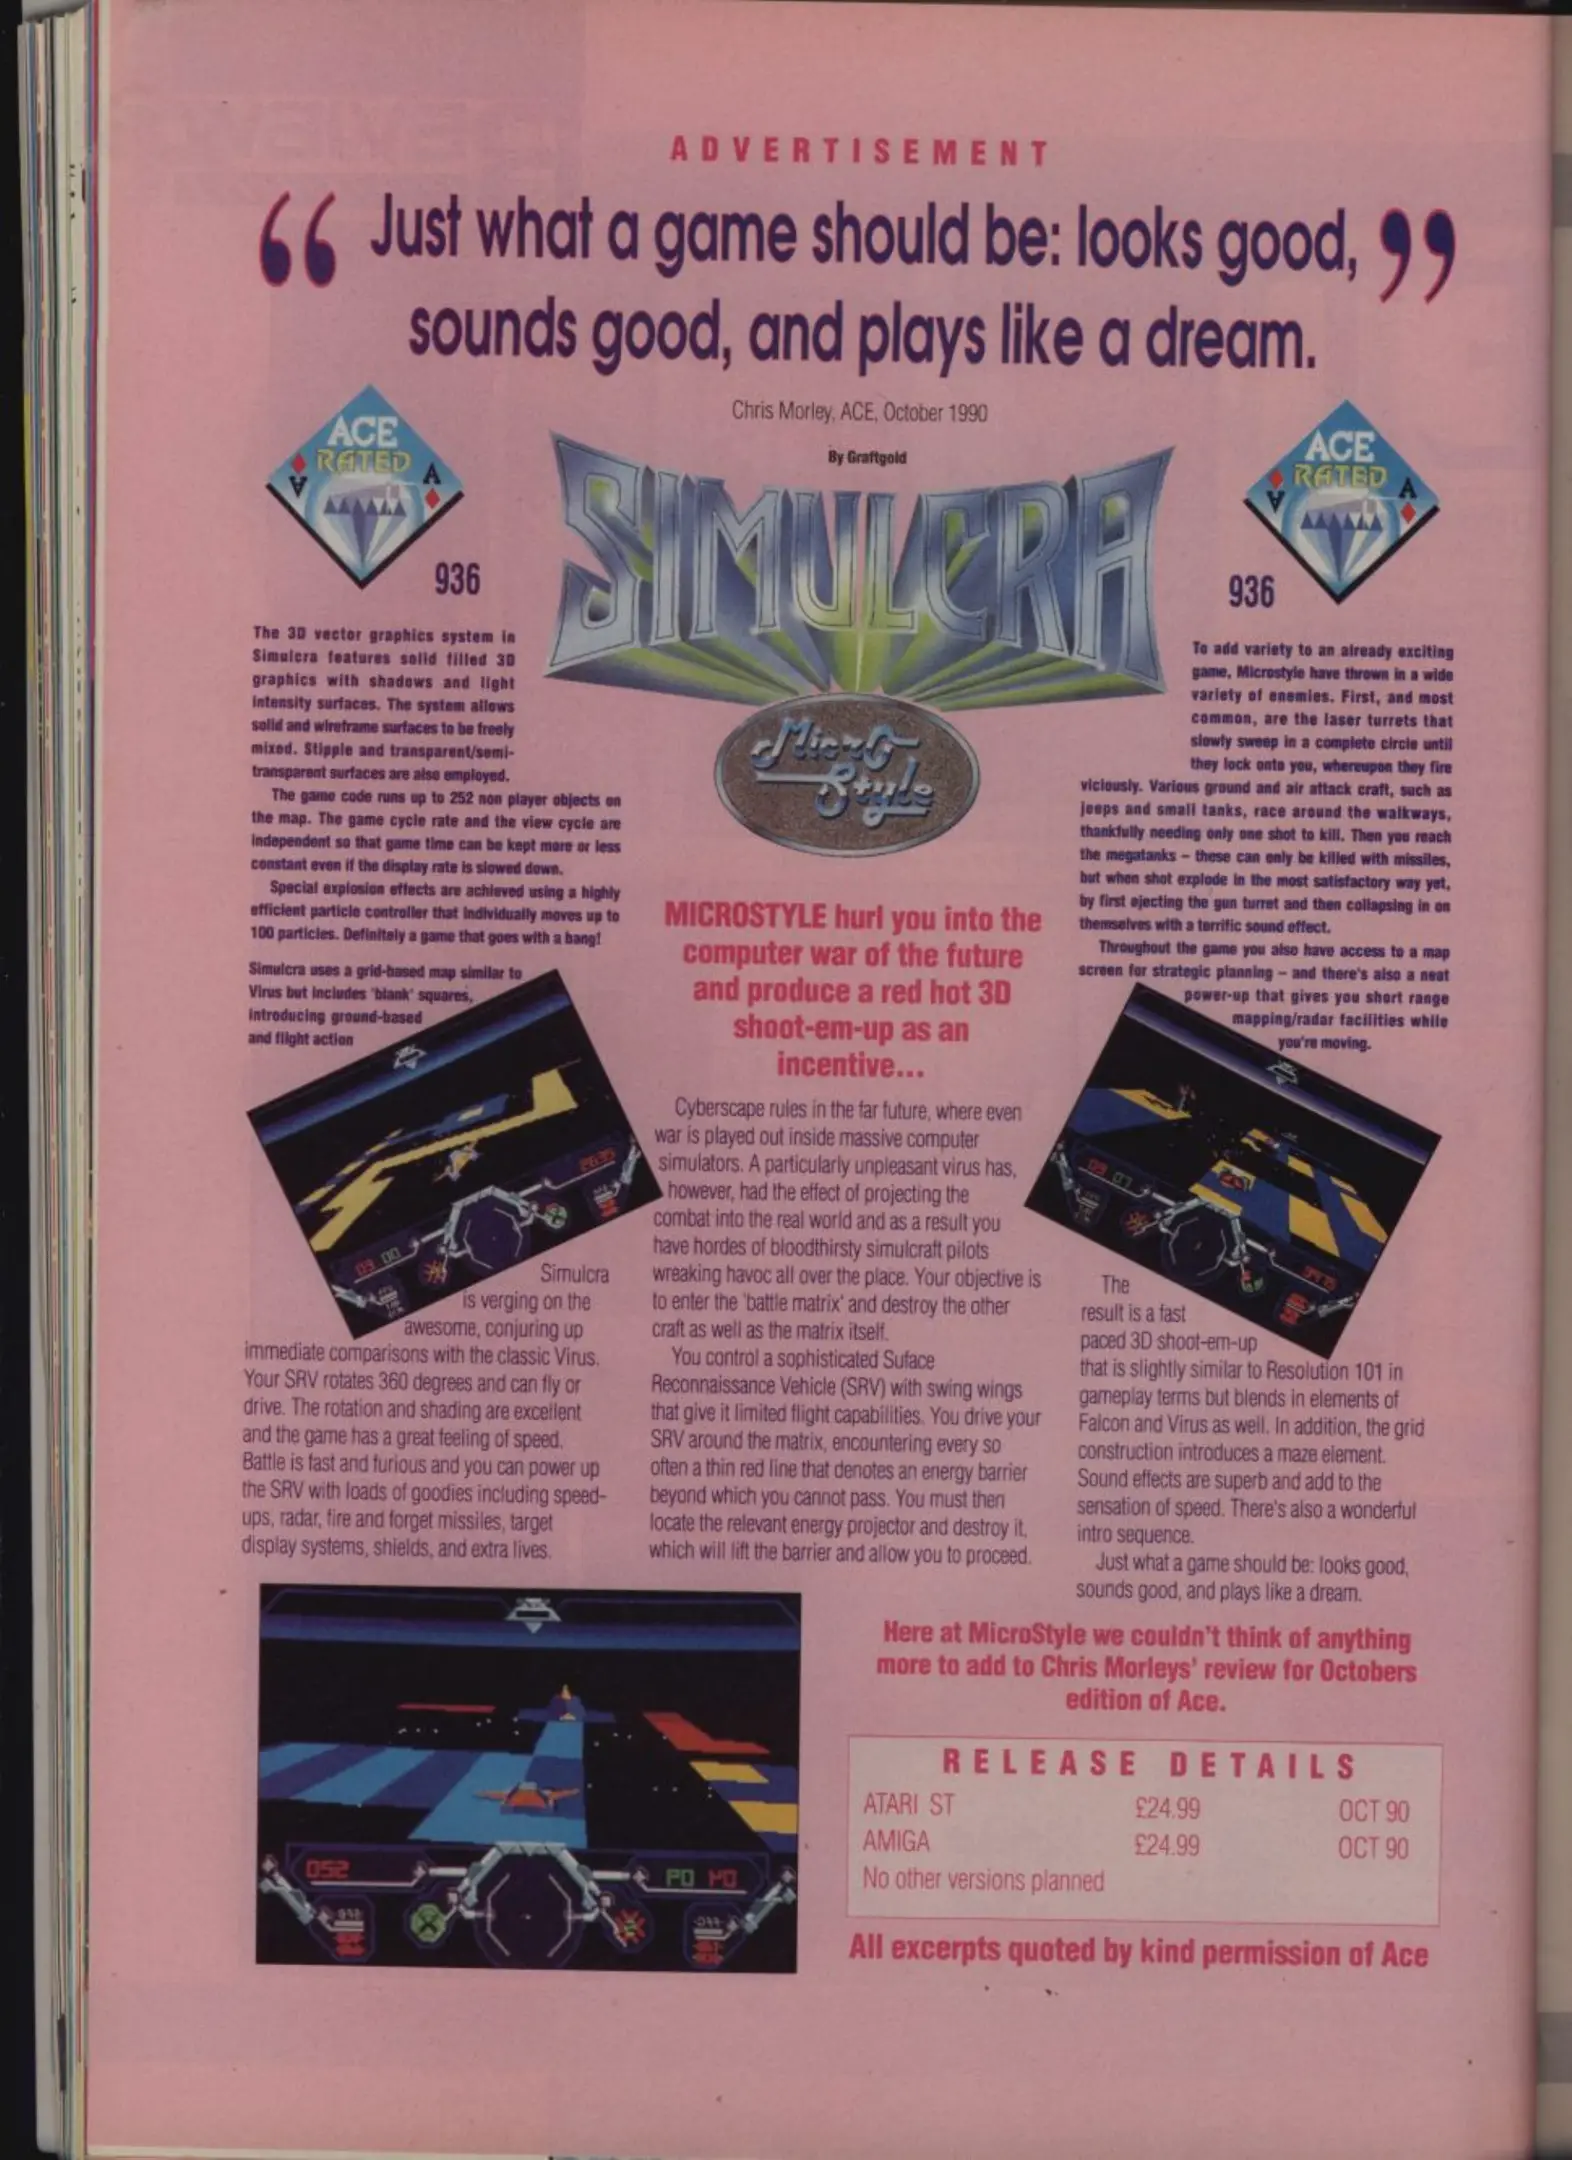 ADVERTISEMENT
“ Just what a game should be: looks good, ”
sounds good, and plays like a dream.
Chris Morley, ACE, October 1990
By Graftgold
ACE
RATED
A
A
936
SIMULCRA
ACE
RATED
A
A
936
MicroStyle
The 3D vector graphics system in
Simulcra features solid filled 3D
graphics with shadows and light
intensity surfaces. The system allows
solid and wireframe surfaces to be freely
mixed. Stipple and transparent/semi-
transparent surfaces are also employed.
The game code runs up to 252 non player objects on
the map. The game cycle rate and the view cycle are
independent so that game time can be kept more or less
constant even if the display rate is slowed down.
Special explosion effects are achieved using a highly
efficient particle controller that individually moves up to
100 particles. Definitely a game that goes with a bang!
Simulcra uses a grid-based map similar to
Virus but includes 'blank' squares,
introducing ground-based
and flight action
Simulcra
is verging on the
awesome, conjuring up
immediate comparisons with the classic Virus.
Your SRV rotates 360 degrees and can fly or
drive. The rotation and shading are excellent
and the game has a great feeling of speed.
Battle is fast and furious and you can power up
the SRV with loads of goodies including speed-
ups, radar, fire and forget missiles, target
display systems, shields, and extra lives.
MICROSTYLE hurl you into the
computer war of the future
and produce a red hot 3D
shoot-em-up as an
incentive...
Cyberscape rules in the far future, where even
war is played out inside massive computer
simulators. A particularly unpleasant virus has,
however, had the effect of projecting the
combat into the real world and as a result you
have hordes of bloodthirsty simulcraft pilots
wreaking havoc all over the place. Your objective is
to enter the 'battle matrix' and destroy the other
craft as well as the matrix itself.
You control a sophisticated Suface
Reconnaissance Vehicle (SRV) with swing wings
that give it limited flight capabilities. You drive your
SRV around the matrix, encountering every so
often a thin red line that denotes an energy barrier
beyond which you cannot pass. You must then
locate the relevant energy projector and destroy it,
which will lift the barrier and allow you to proceed.
To add variety to an already exciting
game, Microstyle have thrown in a wide
variety of enemies. First, and most
common, are the laser turrets that
slowly sweep in a complete circle until
they lock onto you, whereupon they fire
viciously. Various ground and air attack craft, such as
jeeps and small tanks, race around the walkways,
thankfully needing only one shot to kill. Then you reach
the megatanks – these can only be killed with missiles,
but when shot explode in the most satisfactory way yet,
by first ejecting the gun turret and then collapsing in on
themselves with a terrific sound effect.
Throughout the game you also have access to a map
screen for strategic planning – and there's also a neat
power-up that gives you short range
mapping/radar facilities while
you're moving.
The
result is a fast
paced 3D shoot-em-up
that is slightly similar to Resolution 101 in
gameplay terms but blends in elements of
Falcon and Virus as well. In addition, the grid
construction introduces a maze element.
Sound effects are superb and add to the
sensation of speed. There's also a wonderful
intro sequence.
Just what a game should be: looks good,
sounds good, and plays like a dream.
052
Here at MicroStyle we couldn't think of anything
more to add to Chris Morleys' review for Octobers
edition of Ace.
RELEASE DETAILS
ATARI ST £24.99 OCT 90
AMIGA £24.99 OCT 90
No other versions planned
All excerpts quoted by kind permission of Ace